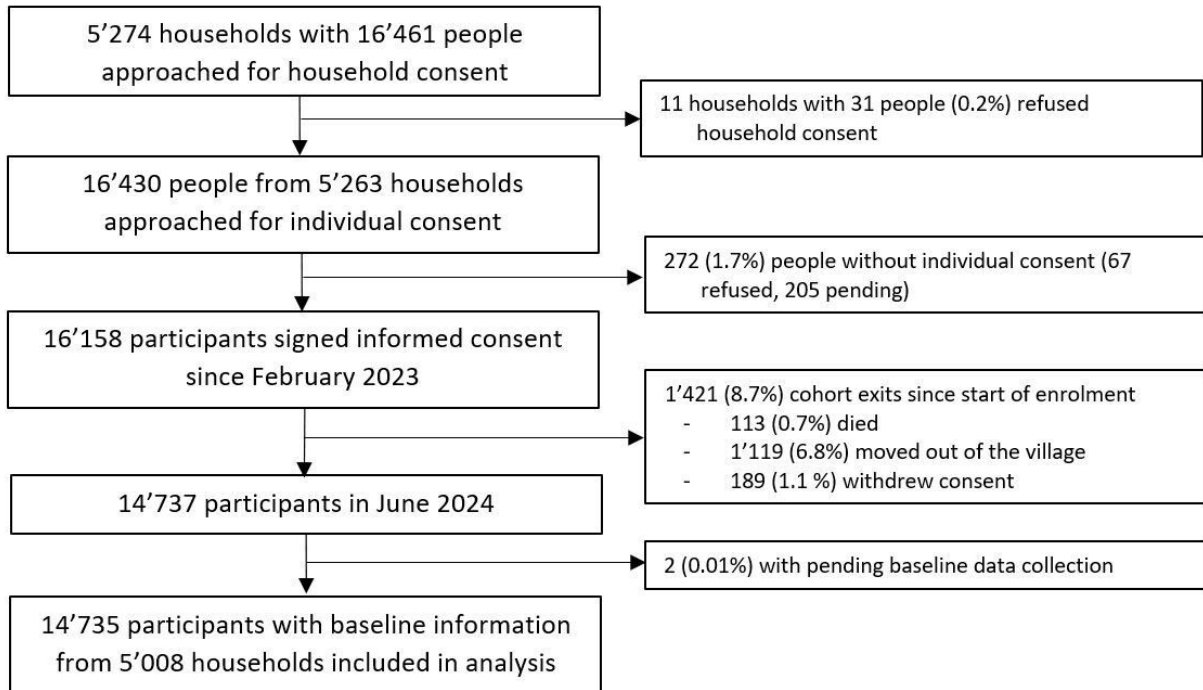 5’274 households with 16’461 people
approached for household consent
11 households with 31 people (0.2%) refused
household consent
16’430 people from 5’263 households
approached for individual consent
272 (1.7%) people without individual consent (67
refused, 205 pending)
16’158 participants signed informed consent
since February 2023
1’421 (8.7%) cohort exits since start of enrolment
- 113 (0.7%) died
- 1’119 (6.8%) moved out of the village
- 189 (1.1 %) withdrew consent
14’737 participants in June 2024
2 (0.01%) with pending baseline data collection
14’735 participants with baseline information
from 5’008 households included in analysis